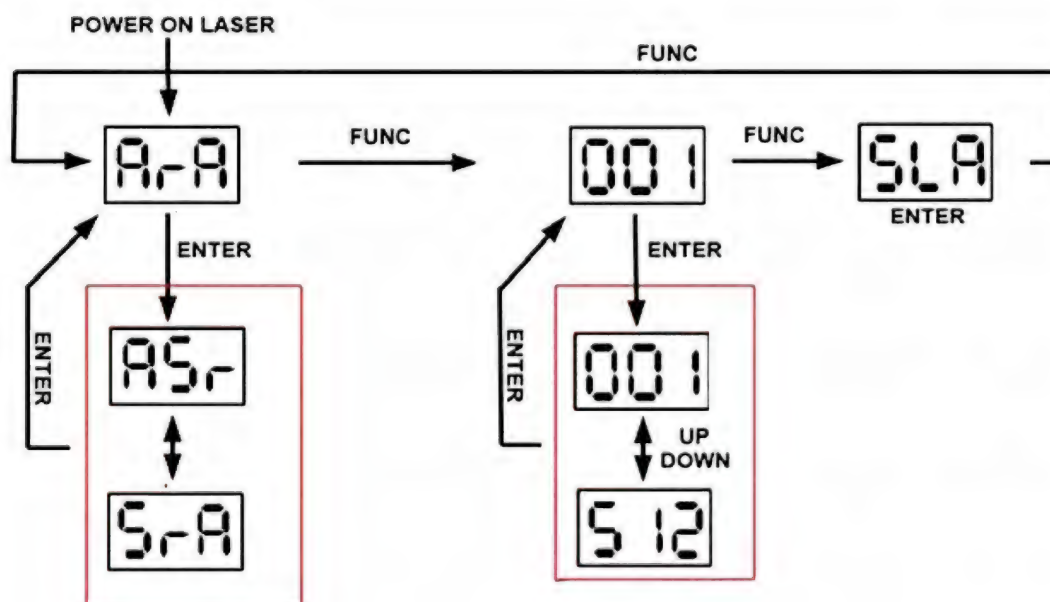 POWER ON LASER
FUNC
ArA
FUNC
001
FUNC
SLA
ENTER
ENTER
ENTER
ENTER
ENTER
ASr
001
UP
DOWN
SrA
512